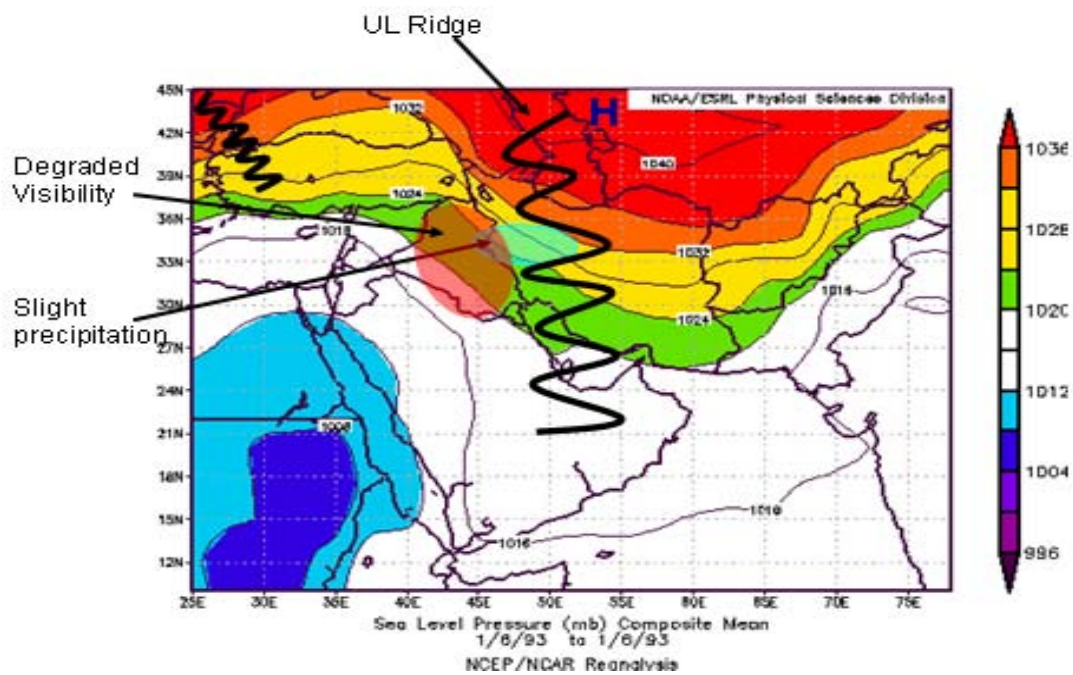 UL Ridge
Degraded
Visibility
Slight
precipitation
NOAA/ESRL Physical Sciences Division
H
45N
42N
39N
36N
33N
30N
27N
24N
21N
18N
15N
12N
1032
1040
1024
1032
1024
1016
1008
1016
25E 30E 35E 40E 45E 50E 55E 60E 65E 70E 75E
1036
1028
1020
1012
1004
996
Sea Level Pressure (mb) Composite Mean
1/6/93 to 1/6/93
NCEP/NCAR Reanalysis